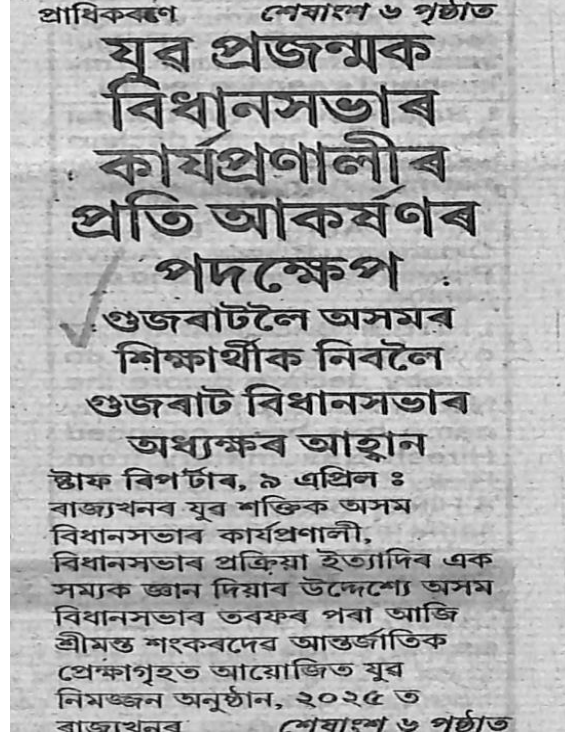 প্ৰাধিকৰণে শেষাংশ ৬ পৃষ্ঠাত
যুৱ প্ৰজন্মক
বিধানসভাৰ
কাৰ্যপ্ৰণালীৰ
প্ৰতি আকৰ্ষণৰ
পদক্ষেপ
গুজৰাটলৈ অসমৰ
শিক্ষাৰ্থীক নিবলৈ
গুজৰাট বিধানসভাৰ
অধ্যক্ষৰ আহ্বান
ষ্টাফ ৰিপৰ্টাৰ, ৯ এপ্ৰিল ঃ
ৰাজ্যখনৰ যুৱ শক্তিক অসম
বিধানসভাৰ কাৰ্যপ্ৰণালী,
বিধানসভাৰ প্ৰক্ৰিয়া ইত্যাদিৰ এক
সম্যক জ্ঞান দিয়াৰ উদ্দেশ্যে অসম
বিধানসভাৰ তৰফৰ পৰা আজি
শ্ৰীমন্ত শংকৰদেৱ আন্তৰ্জাতিক
প্ৰেক্ষাগৃহত আয়োজিত যুৱ
নিমজ্জন অনুষ্ঠান, ২০২৫ ত
ৰাজ্যখনৰ শেষাংশ ৬ পৃষ্ঠাত